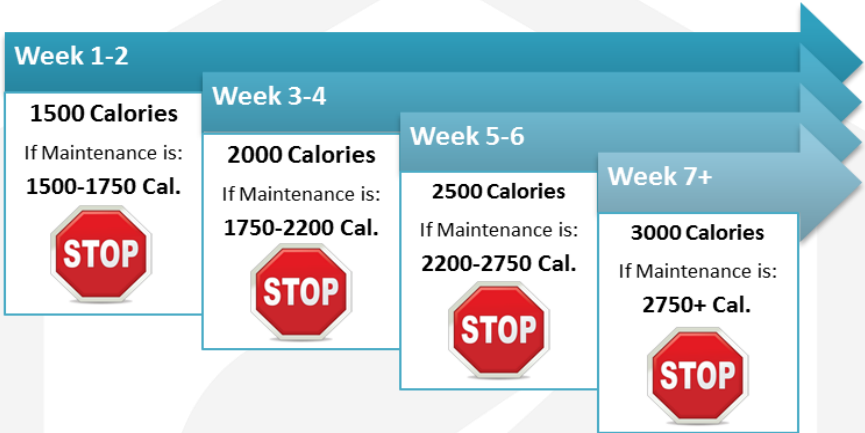 Week 1-2
1500 Calories
If Maintenance is:
1500-1750 Cal.
STOP
Week 3-4
2000 Calories
If Maintenance is:
1750-2200 Cal.
STOP
Week 5-6
2500 Calories
If Maintenance is:
2200-2750 Cal.
STOP
Week 7+
3000 Calories
If Maintenance is:
2750+ Cal.
STOP